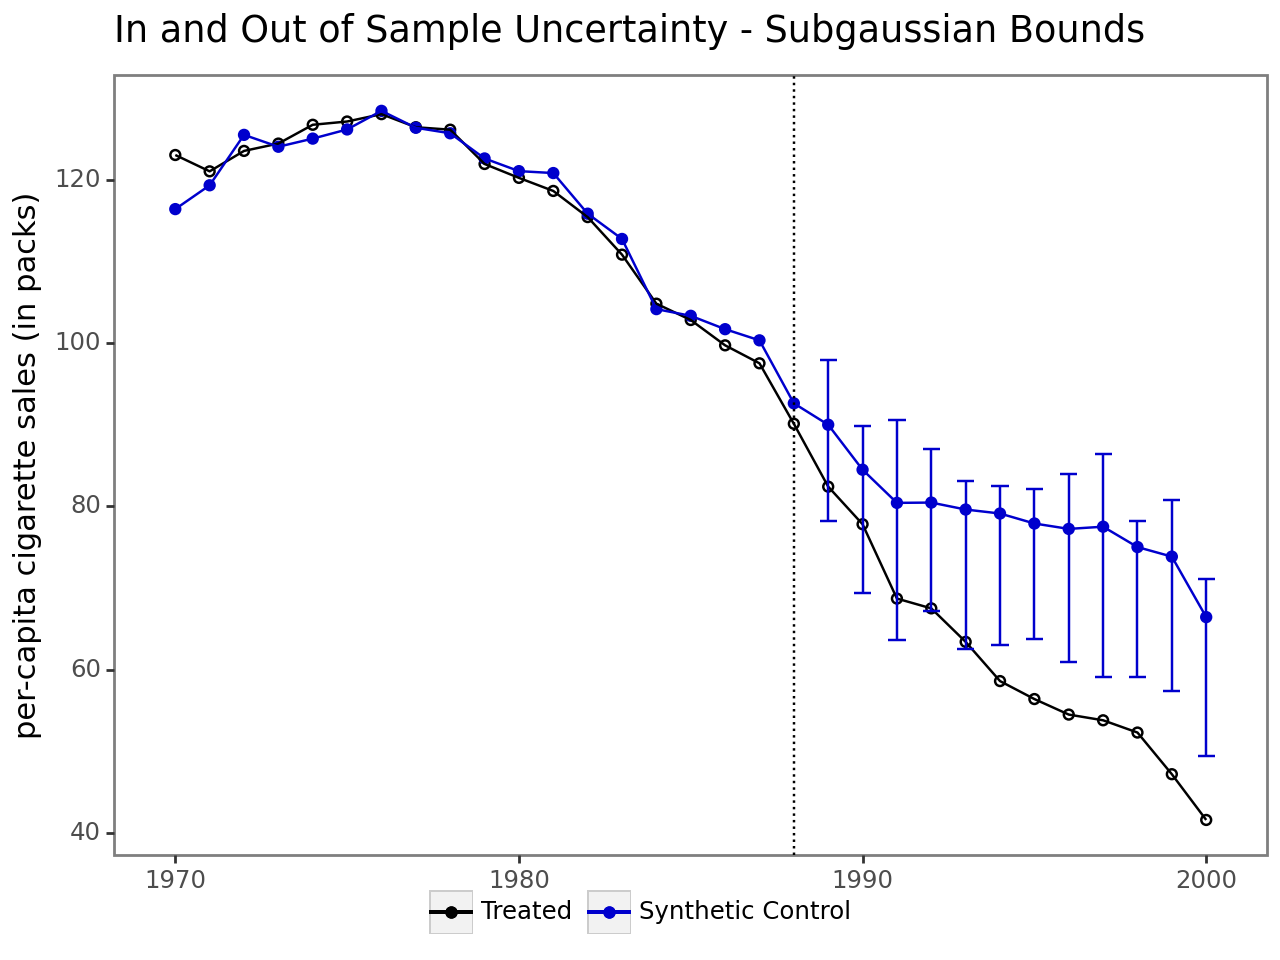 In and Out of Sample Uncertainty - Subgaussian Bounds
per-capita cigarette sales (in packs)
120
100
80
60
40
1970 1980 1990 2000
Treated Synthetic Control